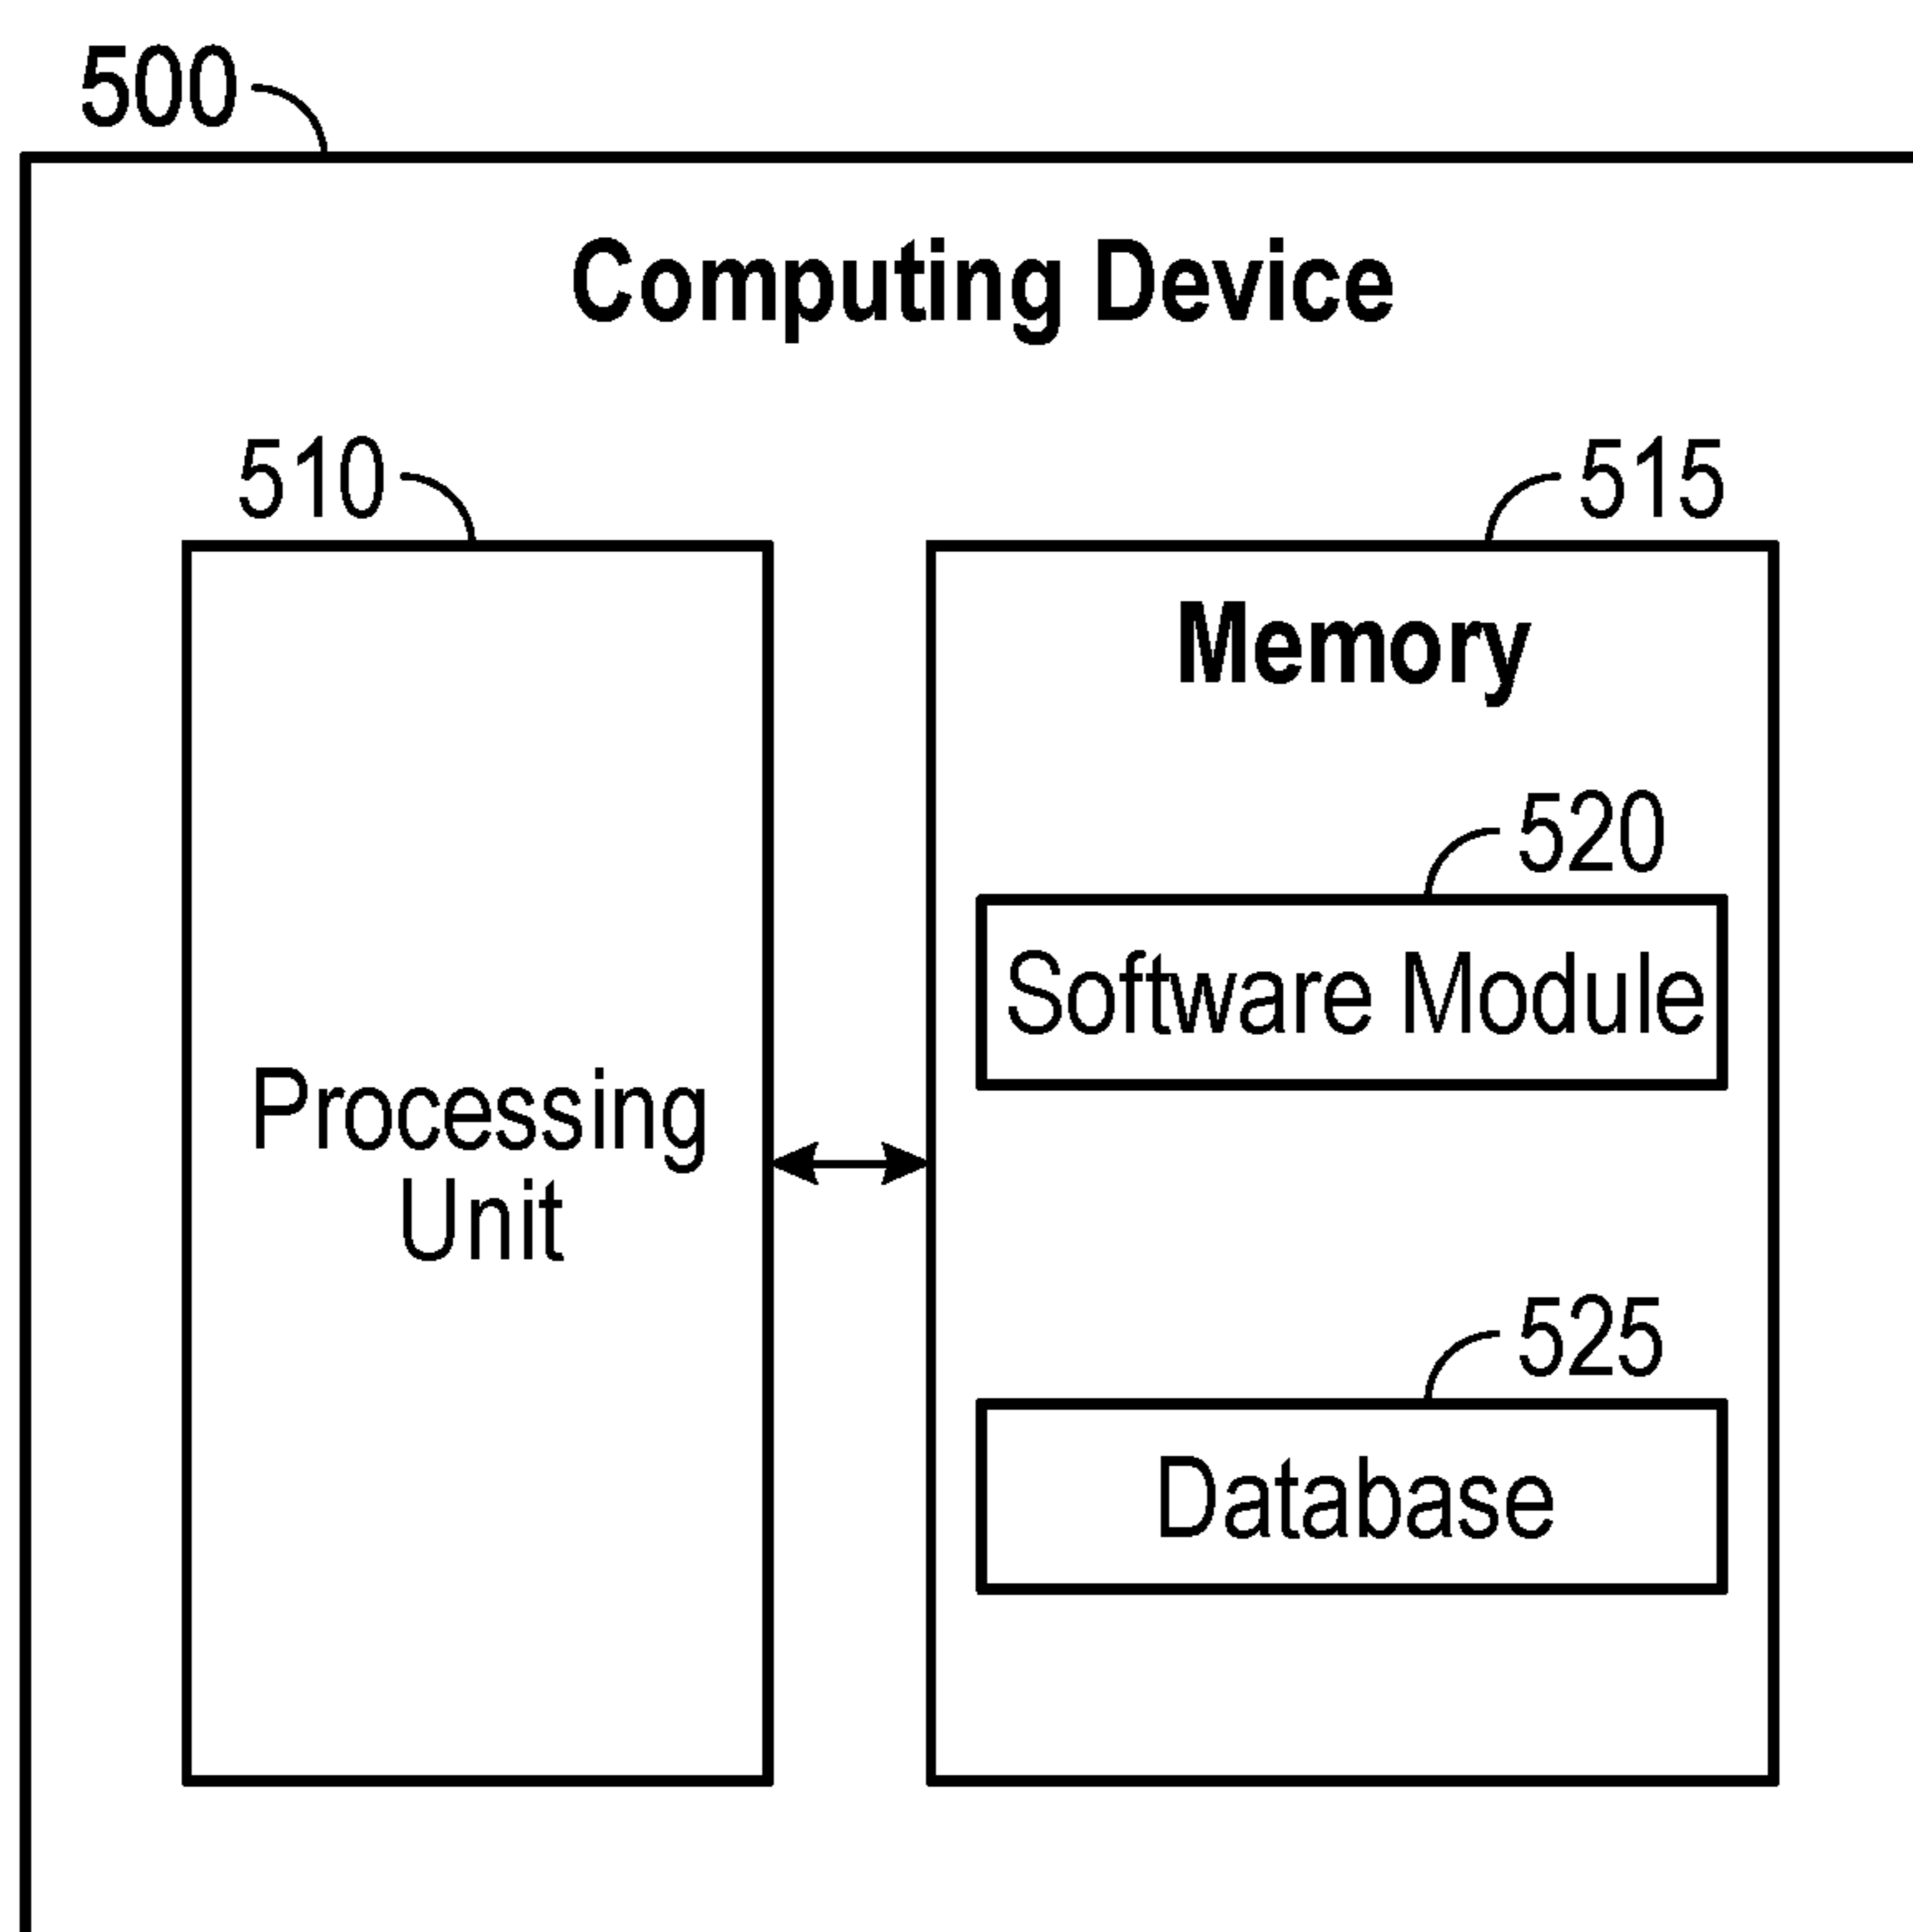 500
Computing Device
510
515
Memory
520
Software Module
Processing
Unit
525
Database